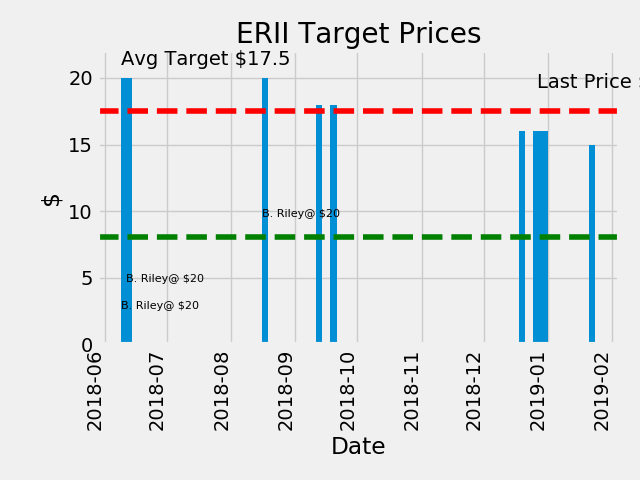 ERII Target Prices
Avg Target $17.5
Last Price
20
15
10
5
0
$
B. Riley@ $20
B. Riley@ $20
B. Riley@ $20
2018-06
2018-07
2018-08
2018-09
2018-10
2018-11
2018-12
2019-01
2019-02
Date